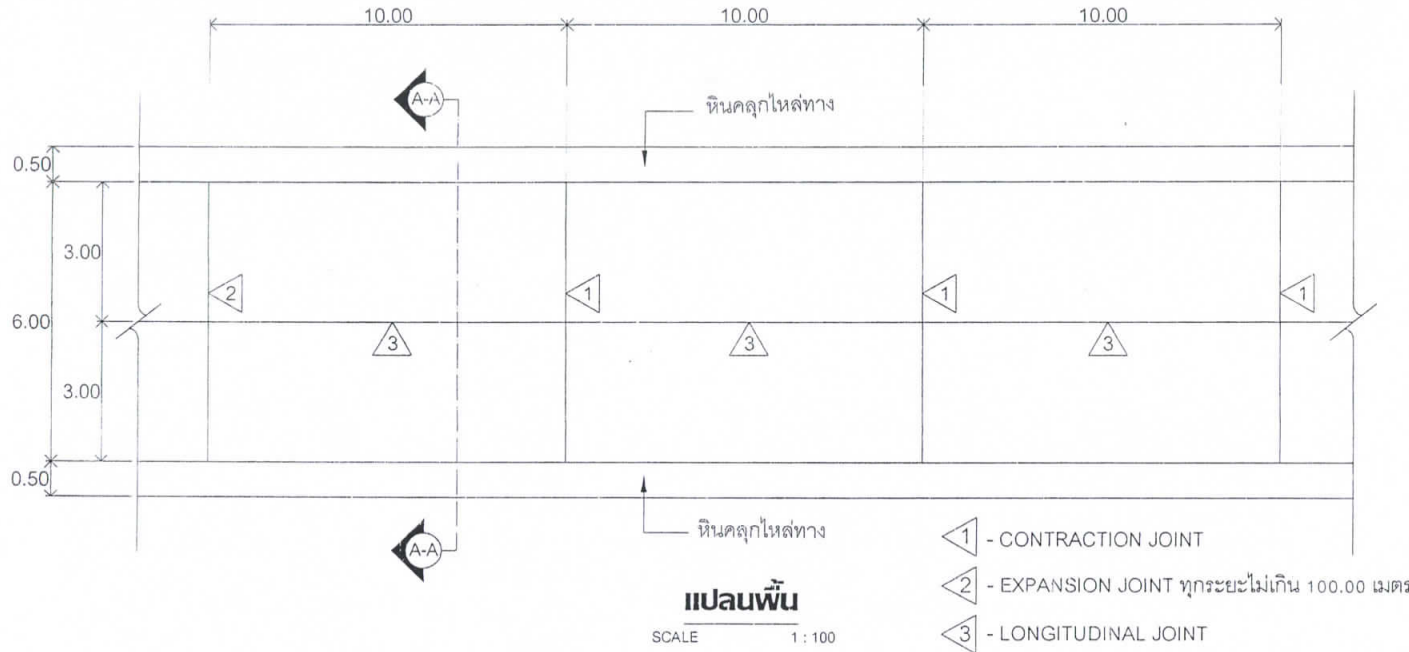 10.00 10.00 10.00
A-A
หินคลุกไหล่ทาง
0.50
3.00
2 1 1 1
6.00
3 3 3
3.00
0.50
หินคลุกไหล่ทาง
A-A
1 - CONTRACTION JOINT
2 - EXPANSION JOINT ทุกระยะไม่เกิน 100.00 เมตร
3 - LONGITUDINAL JOINT
แปลนพื้น
SCALE 1 : 100